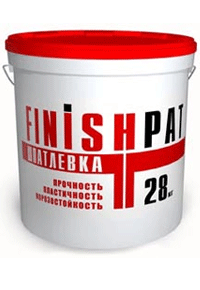 FINISHPAT
ШПАТЛЕВКА
ПРОЧНОСТЬ
ПЛАСТИЧНОСТЬ
МОРОЗОСТОЙКОСТЬ
28 кг